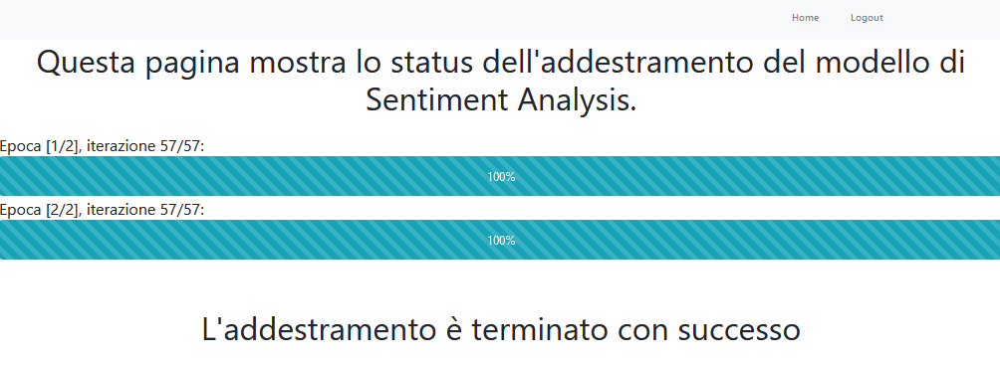 Home Logout
Questa pagina mostra lo status dell'addestramento del modello di
Sentiment Analysis.
Epoca [1/2], iterazione 57/57:
100%
Epoca [2/2], iterazione 57/57:
100%
L'addestramento è terminato con successo